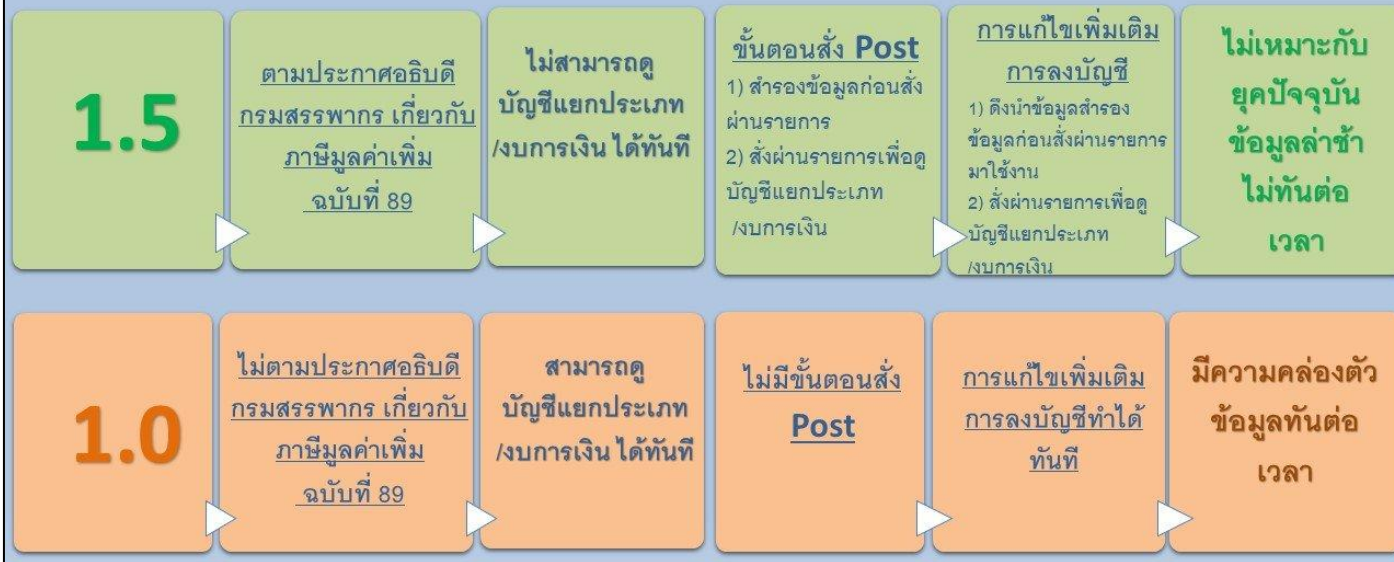 1.5
ตามประกาศอธิบดี
กรมสรรพากร เกี่ยวกับ
ภาษีมูลค่าเพิ่ม
ฉบับที่ 89
ไม่สามารถดู
บัญชีแยกประเภท
/งบการเงิน ได้ทันที
ขั้นตอนสั่ง Post
1) สำรองข้อมูลก่อนสั่ง
ผ่านรายการ
2) สั่งผ่านรายการเพื่อดู
บัญชีแยกประเภท
/งบการเงิน
การแก้ไขเพิ่มเติม
การลงบัญชี
1) ดึงนำข้อมูลสำรอง
ข้อมูลก่อนสั่งผ่านรายการ
มาใช้งาน
2) สั่งผ่านรายการเพื่อดู
บัญชีแยกประเภท
/งบการเงิน
ไม่เหมาะกับ
ยุคปัจจุบัน
ข้อมูลล่าช้า
ไม่ทันต่อ
เวลา
1.0
ไม่ตามประกาศอธิบดี
กรมสรรพากร เกี่ยวกับ
ภาษีมูลค่าเพิ่ม
ฉบับที่ 89
สามารถดู
บัญชีแยกประเภท
/งบการเงิน ได้ทันที
ไม่มีขั้นตอนสั่ง
Post
การแก้ไขเพิ่มเติม
การลงบัญชีทำได้
ทันที
มีความคล่องตัว
ข้อมูลทันต่อ
เวลา